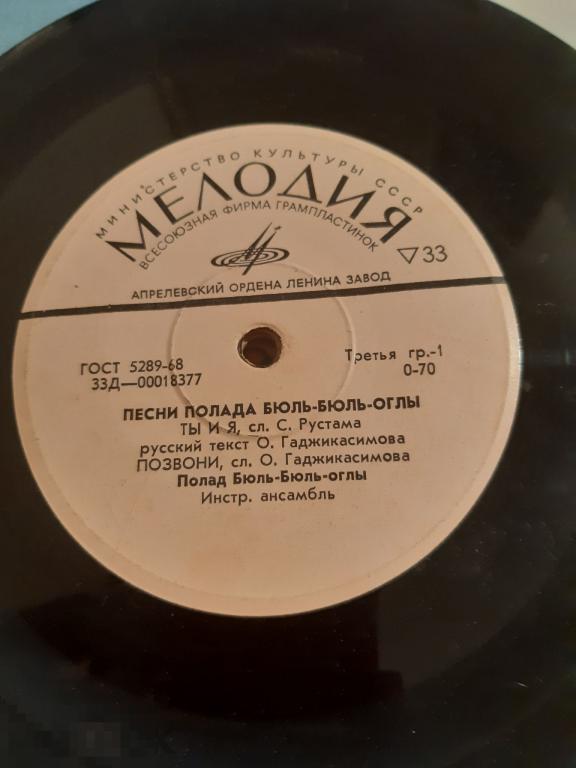 МИНИСТЕРСТВО КУЛЬТУРЫ СССР
МЕЛОДИЯ
ВСЕСОЮЗНАЯ ФИРМА ГРАМПЛАСТИНОК
33
АПРЕЛЕВСКИЙ ОРДЕНА ЛЕНИНА ЗАВОД
ГОСТ 5289-68
33Д—00018377
Третья гр.-1
0-70
ПЕСНИ ПОЛАДА БЮЛЬ-БЮЛЬ-ОГЛЫ
ТЫ И Я, сл. С. Рустама
русский текст О. Гаджикасимова
ПОЗВОНИ, сл. О. Гаджикасимова
Полад Бюль-Бюль-оглы
Инстр. ансамбль